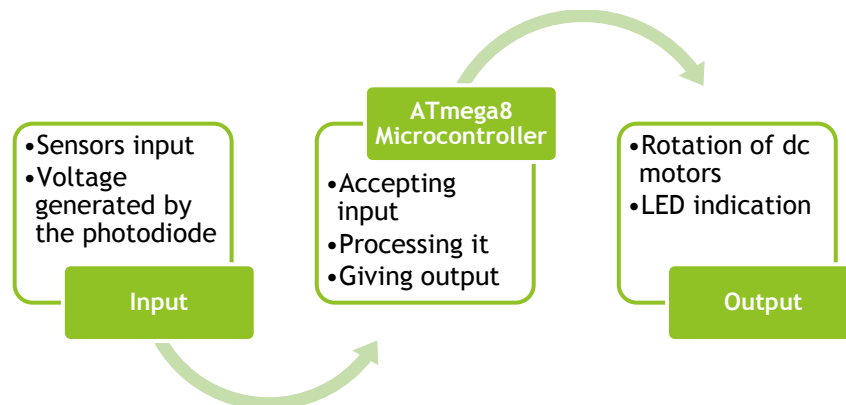 •Sensors input
•Voltage
generated by
the photodiode
Input
ATmega8
Microcontroller
•Accepting
input
•Processing it
•Giving output
•Rotation of dc
motors
•LED indication
Output